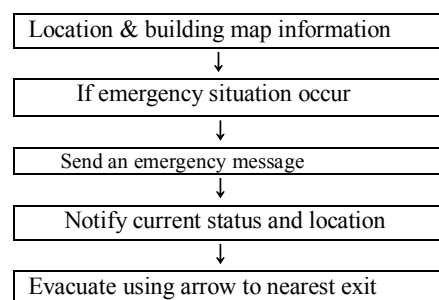 Location & building map information
If emergency situation occur
Send an emergency message
Notify current status and location
Evacuate using arrow to nearest exit